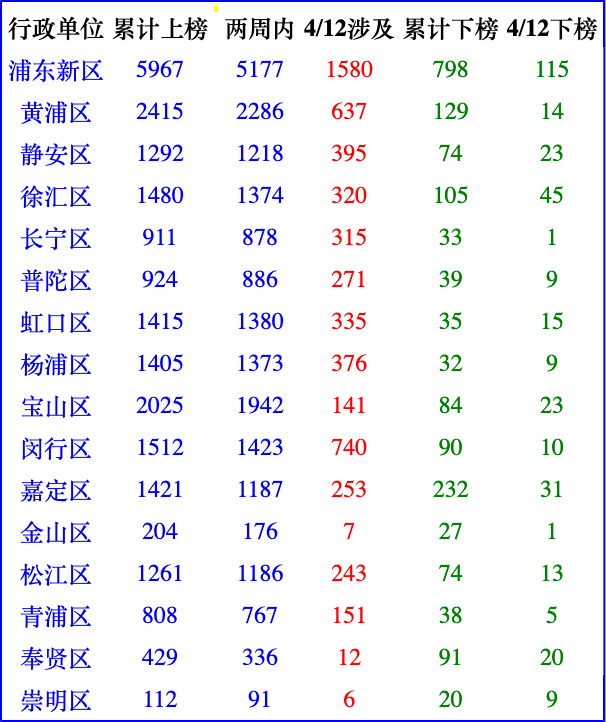 行政单位 累计上榜 两周内 4/12涉及 累计下榜 4/12下榜
浦东新区 5967 5177 1580 798 115
黄浦区 2415 2286 637 129 14
静安区 1292 1218 395 74 23
徐汇区 1480 1374 320 105 45
长宁区 911 878 315 33 1
普陀区 924 886 271 39 9
虹口区 1415 1380 335 35 15
杨浦区 1405 1373 376 32 9
宝山区 2025 1942 141 84 23
闵行区 1512 1423 740 90 10
嘉定区 1421 1187 253 232 31
金山区 204 176 7 27 1
松江区 1261 1186 243 74 13
青浦区 808 767 151 38 5
奉贤区 429 336 12 91 20
崇明区 112 91 6 20 9